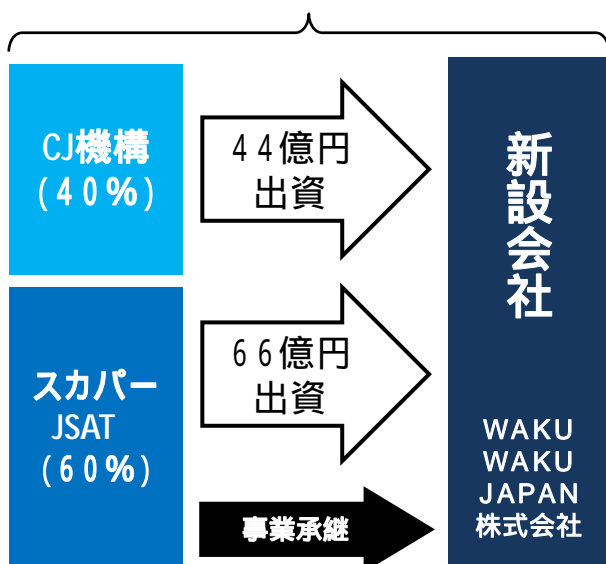 CJ機構
(40%)
44億円
出資
スカパー
JSAT
(60%)
66億円
出資
事業承継
新設会社
WAKU
WAKU
JAPAN
株式会社